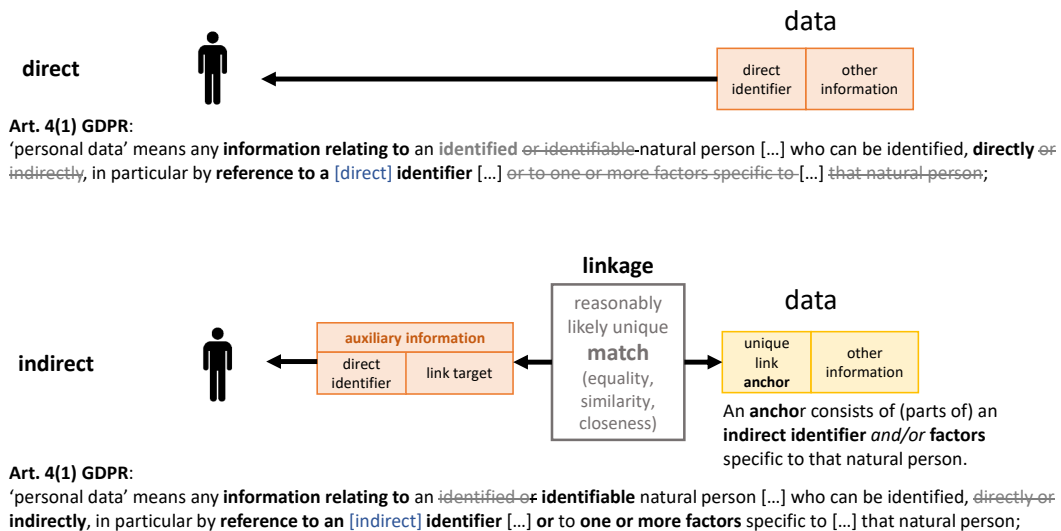 data
direct
direct
identifier
other
information
Art. 4(1) GDPR:
‘personal data’ means any information relating to an identified or identifiable natural person […] who can be identified, directly or
indirectly, in particular by reference to a [direct] identifier […] or to one or more factors specific to […] that natural person;
linkage
data
reasonably
likely unique
match
(equality,
similarity,
closeness)
indirect
auxiliary information
direct
identifier
link target
unique
link
anchor
other
information
An anchor consists of (parts of) an
indirect identifier and/or factors
specific to that natural person.
Art. 4(1) GDPR:
‘personal data’ means any information relating to an identified or identifiable natural person […] who can be identified, directly or
indirectly, in particular by reference to an [indirect] identifier […] or to one or more factors specific to […] that natural person;